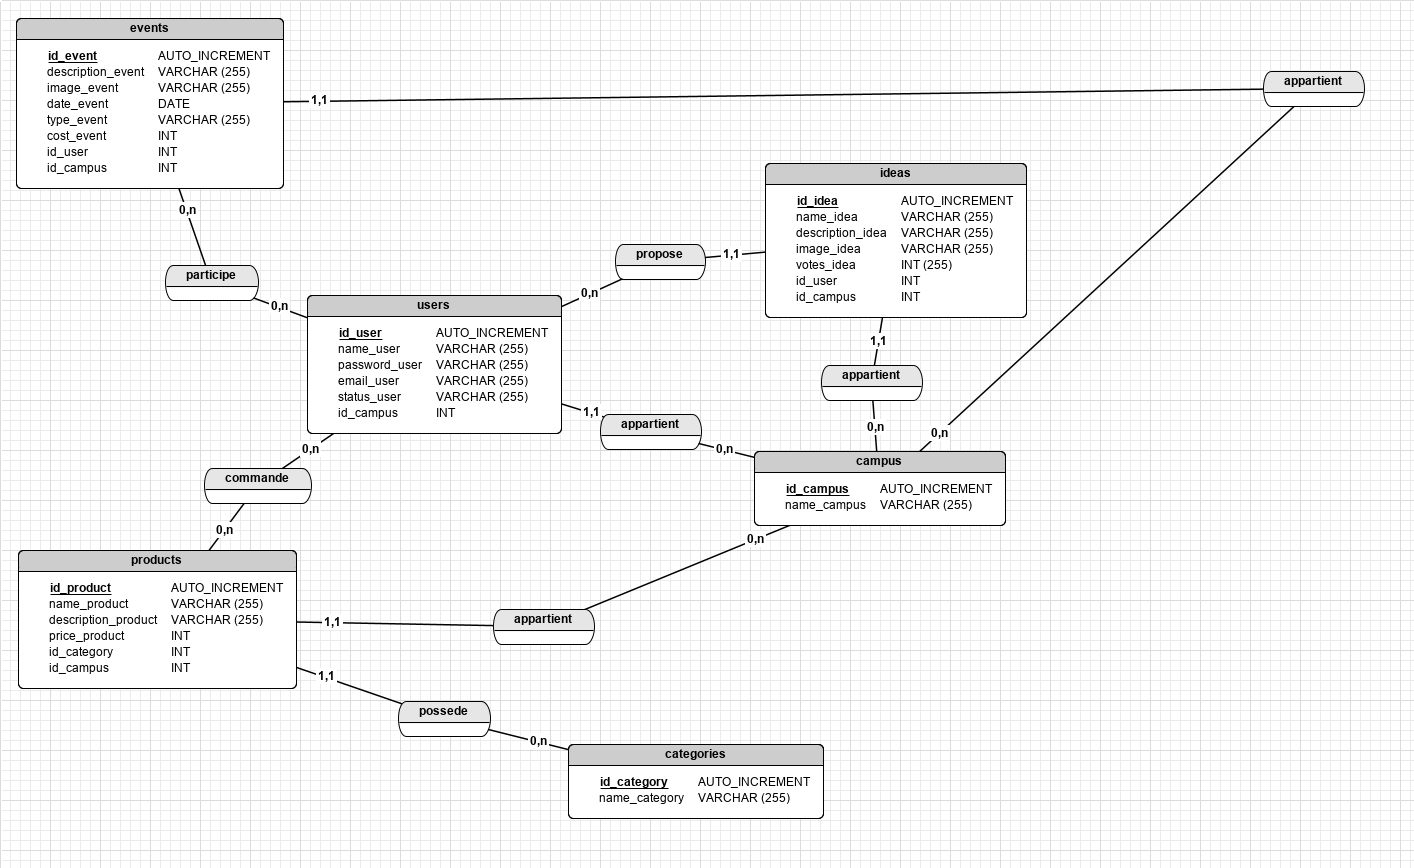 events
id_event AUTO_INCREMENT
description_event VARCHAR (255)
image_event VARCHAR (255)
date_event DATE
type_event VARCHAR (255)
cost_event INT
id_user INT
id_campus INT
1,1
appartient
0,n
participe
0,n
ideas
id_idea AUTO_INCREMENT
name_idea VARCHAR (255)
description_idea VARCHAR (255)
image_idea VARCHAR (255)
votes_idea INT (255)
id_user INT
id_campus INT
propose
1,1
0,n
users
id_user AUTO_INCREMENT
name_user VARCHAR (255)
password_user VARCHAR (255)
email_user VARCHAR (255)
status_user VARCHAR (255)
id_campus INT
1,1
appartient
0,n
0,n
1,1
appartient
0,n
campus
id_campus AUTO_INCREMENT
name_campus VARCHAR (255)
0,n
commande
0,n
products
id_product AUTO_INCREMENT
name_product VARCHAR (255)
description_product VARCHAR (255)
price_product INT
id_category INT
id_campus INT
0,n
1,1
appartient
1,1
possede
0,n
categories
id_category AUTO_INCREMENT
name_category VARCHAR (255)